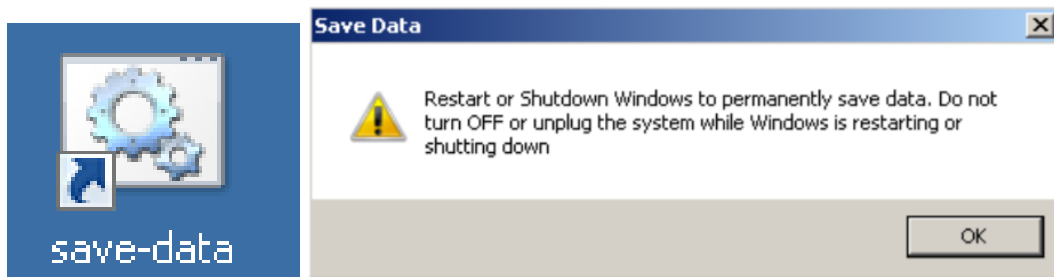 Save Data
Restart or Shutdown Windows to permanently save data. Do not
turn OFF or unplug the system while Windows is restarting or
shutting down
OK
save-data